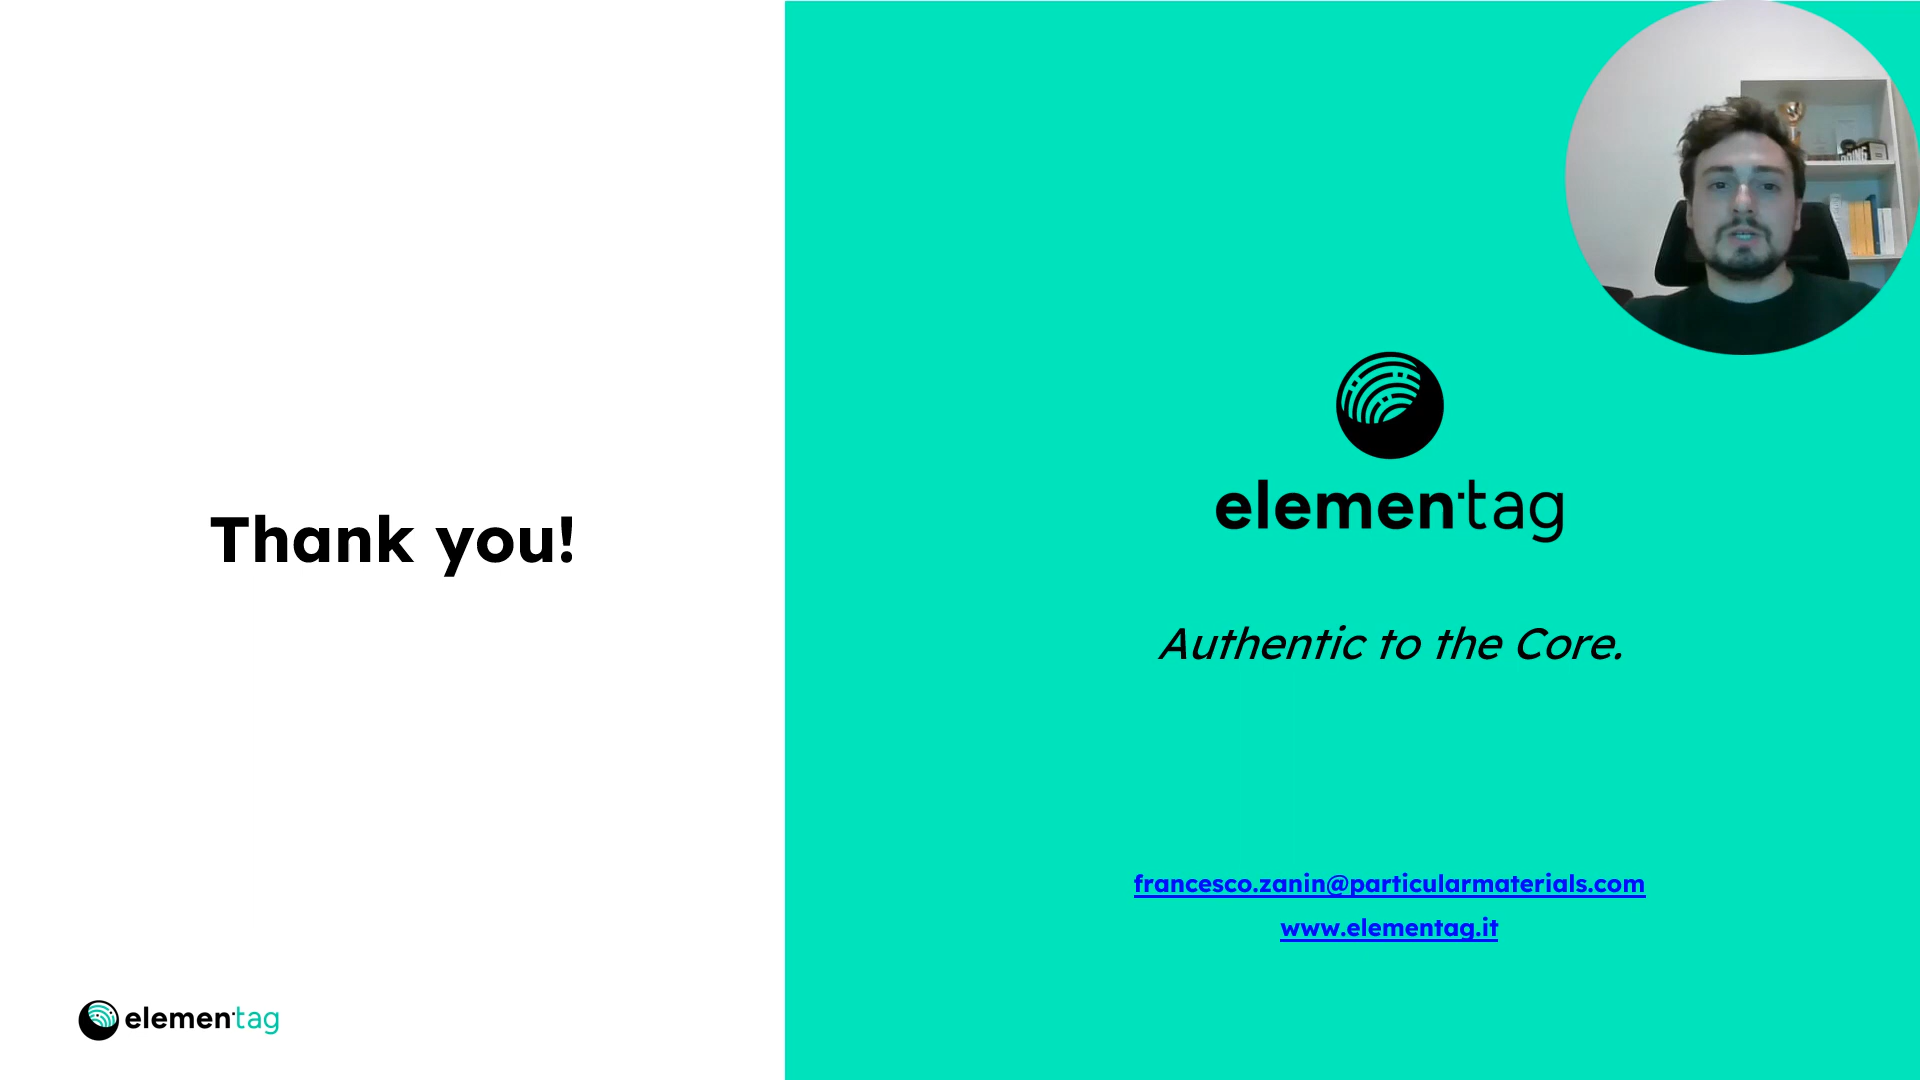 Thank you!
elementag
elementag
Authentic to the Core.
francesco.zanin@particularmaterials.com
www.elementag.it